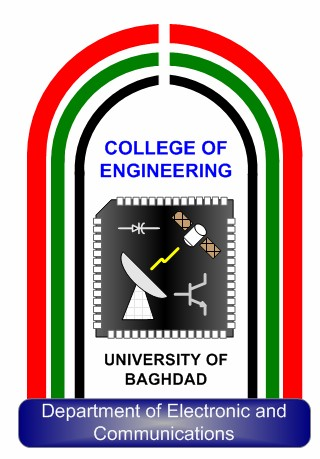 COLLEGE OF
ENGINEERING
UNIVERSITY OF
BAGHDAD
Department of Electronic and
Communications